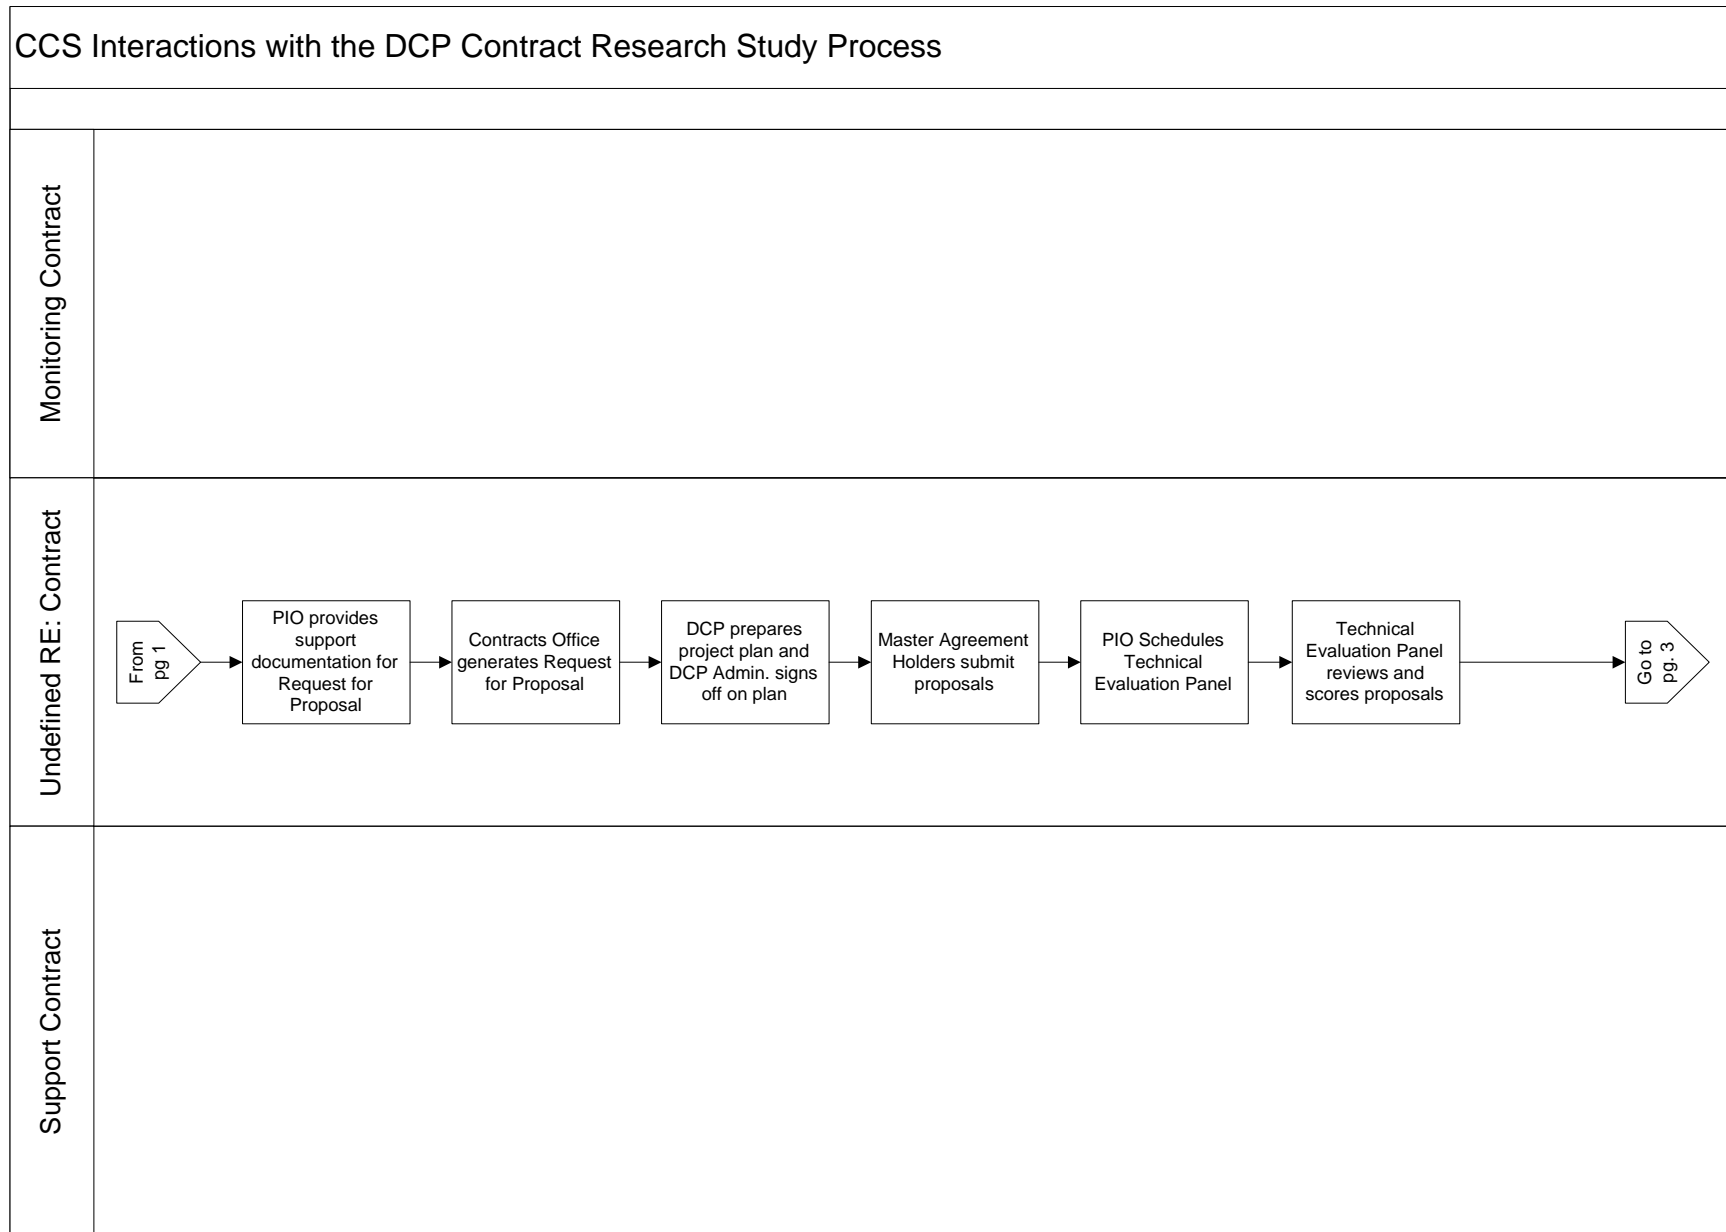 CCS Interactions with the DCP Contract Research Study Process
Monitoring Contract
Undefined RE: Contract
From
pg 1
PIO provides
support
documentation for
Request for
Proposal
Contracts Office
generates Request
for Proposal
DCP prepares
project plan and
DCP Admin. signs
off on plan
Master Agreement
Holders submit
proposals
PIO Schedules
Technical
Evaluation Panel
Technical
Evaluation Panel
reviews and
scores proposals
Go to
pg. 3
Support Contract